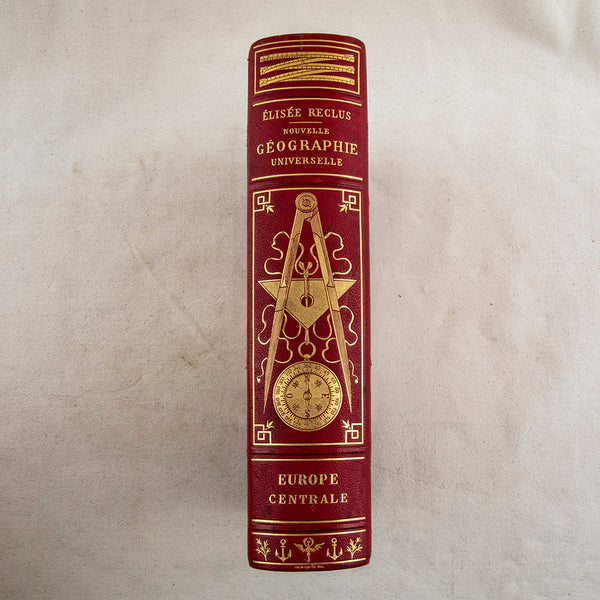 ÉLISÉE RECLUS
NOUVELLE
GÉOGRAPHIE
UNIVERSELLE
N
O E
S
EUROPE
CENTRALE